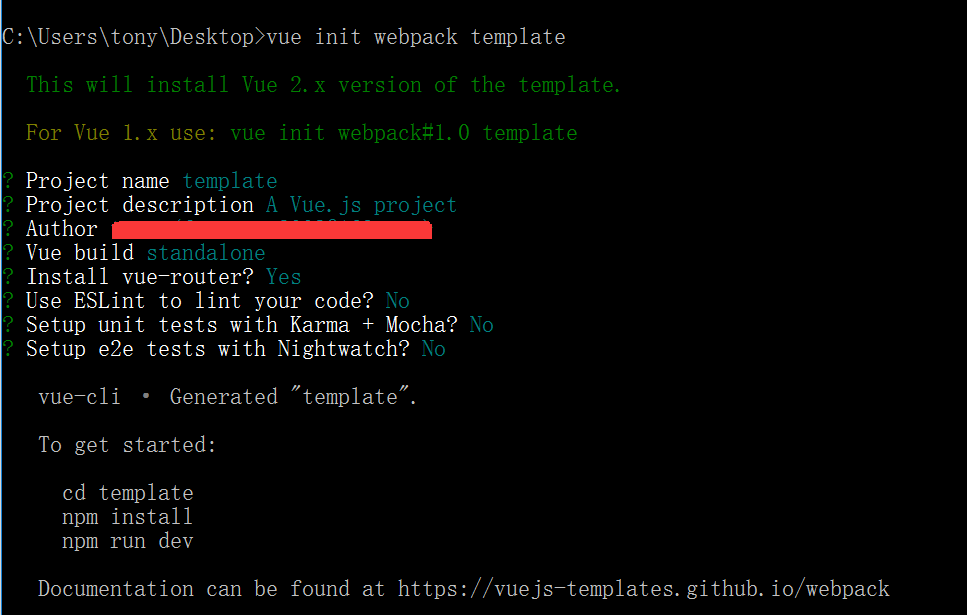 C:\Users\tony\Desktop>vue init webpack template
This will install Vue 2.x version of the template.
For Vue 1.x use: vue init webpack#1.0 template
? Project name template
? Project description A Vue.js project
? Author
? Vue build standalone
? Install vue-router? Yes
? Use ESLint to lint your code? No
? Setup unit tests with Karma + Mocha? No
? Setup e2e tests with Nightwatch? No
vue-cli · Generated "template".
To get started:
cd template
npm install
npm run dev
Documentation can be found at https://vuejs-templates.github.io/webpack